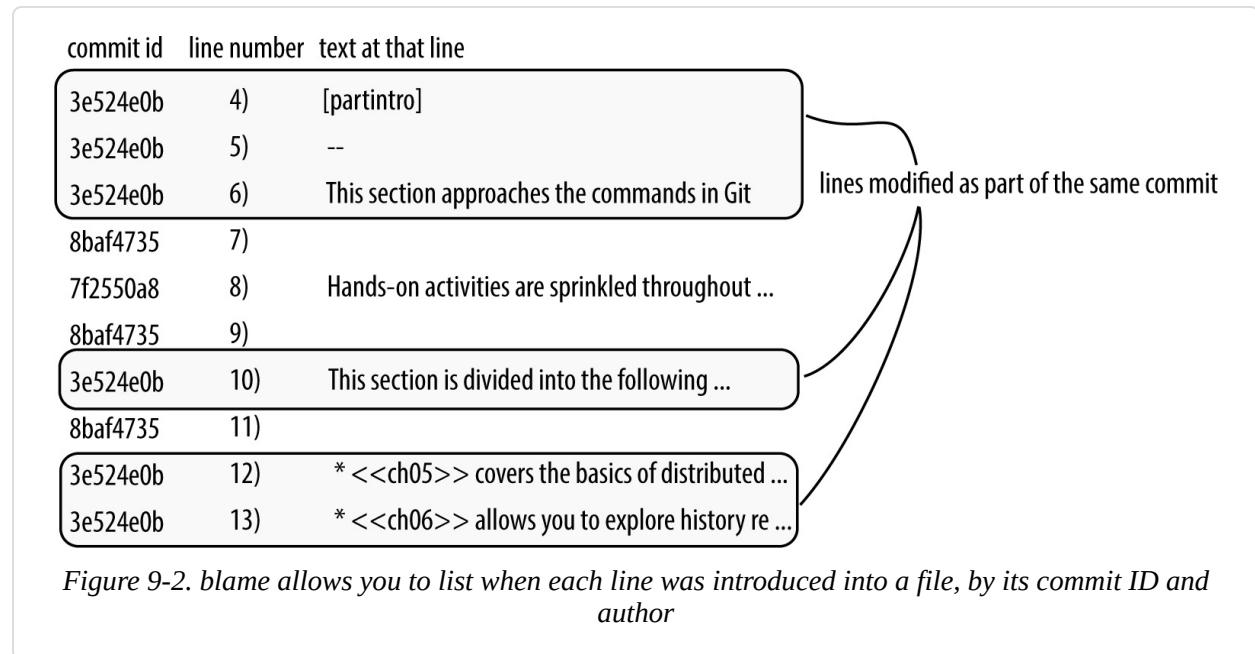 commit id line number text at that line
3e524e0b 4) [partintro]
3e524e0b 5) --
3e524e0b 6) This section approaches the commands in Git
lines modified as part of the same commit
8baf4735 7)
7f2550a8 8) Hands-on activities are sprinkled throughout ...
8baf4735 9)
3e524e0b 10) This section is divided into the following ...
8baf4735 11)
3e524e0b 12) * <<ch05>> covers the basics of distributed ...
3e524e0b 13) * <<ch06>> allows you to explore history re ...
Figure 9-2. blame allows you to list when each line was introduced into a file, by its commit ID and
author